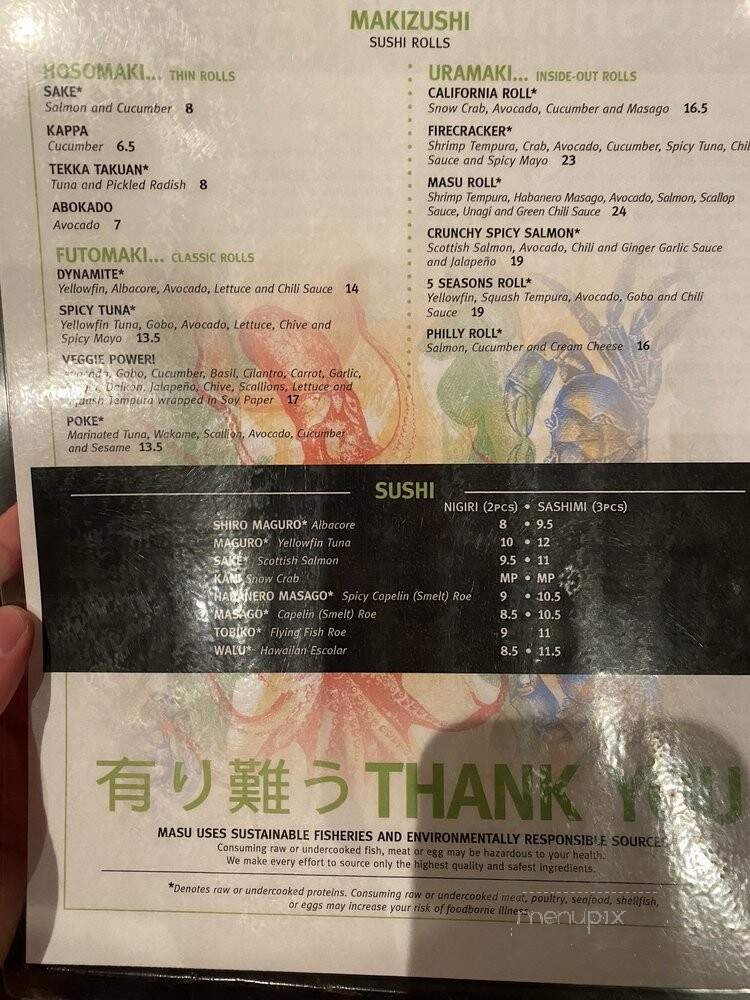 MAKIZUSHI
SUSHI ROLLS
HOSOMAKI... THIN ROLLS
SAKE*
Salmon and Cucumber 8
KAPPA
Cucumber 6.5
TEKKA TAKUAN*
Tuna and Pickled Radish 8
ABOKADO
Avocado 7
FUTOMAKI... CLASSIC ROLLS
DYNAMITE*
Yellowfin, Albacore, Avocado, Lettuce and Chili Sauce 14
SPICY TUNA*
Yellowfin Tuna, Gobo, Avocado, Lettuce, Chive and
Spicy Mayo 13.5
VEGGIE POWER!
Avocado, Gobo, Cucumber, Basil, Cilantro, Carrot, Garlic,
Daikon, Jalapeño, Chive, Scallions, Lettuce and
Squash Tempura wrapped in Soy Paper 17
POKE*
Marinated Tuna, Wakame, Scallion, Avocado, Cucumber
and Sesame 13.5
URAMAKI... INSIDE-OUT ROLLS
CALIFORNIA ROLL*
Snow Crab, Avocado, Cucumber and Masago 16.5
FIRECRACKER*
Shrimp Tempura, Crab, Avocado, Cucumber, Spicy Tuna, Chil
Sauce and Spicy Mayo 23
MASU ROLL*
Shrimp Tempura, Habanero Masago, Avocado, Salmon, Scallop
Sauce, Unagi and Green Chili Sauce 24
CRUNCHY SPICY SALMON*
Scottish Salmon, Avocado, Chili and Ginger Garlic Sauce
and Jalapeño 19
5 SEASONS ROLL*
Yellowfin, Squash Tempura, Avocado, Gobo and Chili
Sauce 19
PHILLY ROLL*
Salmon, Cucumber and Cream Cheese 16
SUSHI
NIGIRI (2PCS) • SASHIMI (3PCS)
SHIRO MAGURO* Albacore 8 • 9.5
MAGURO* Yellowfin Tuna 10 • 12
SAKE* Scottish Salmon 9.5 • 11
KANI Snow Crab MP • MP
HABANERO MASAGO* Spicy Capelin (Smelt) Roe 9 • 10.5
MASAGO* Capelin (Smelt) Roe 8.5 • 10.5
TOBIKO* Flying Fish Roe 9 11
WALU* Hawaiian Escolar 8.5 • 11.5
有り難う THANK YOU
MASU USES SUSTAINABLE FISHERIES AND ENVIRONMENTALLY RESPONSIBLE SOURCES
Consuming raw or undercooked fish, meat or egg may be hazardous to your health.
We make every effort to source only the highest quality and safest ingredients.
*Denotes raw or undercooked proteins. Consuming raw or undercooked meat, poultry, seafood, shellfish,
or eggs may increase your risk of foodborne illness.
menupix